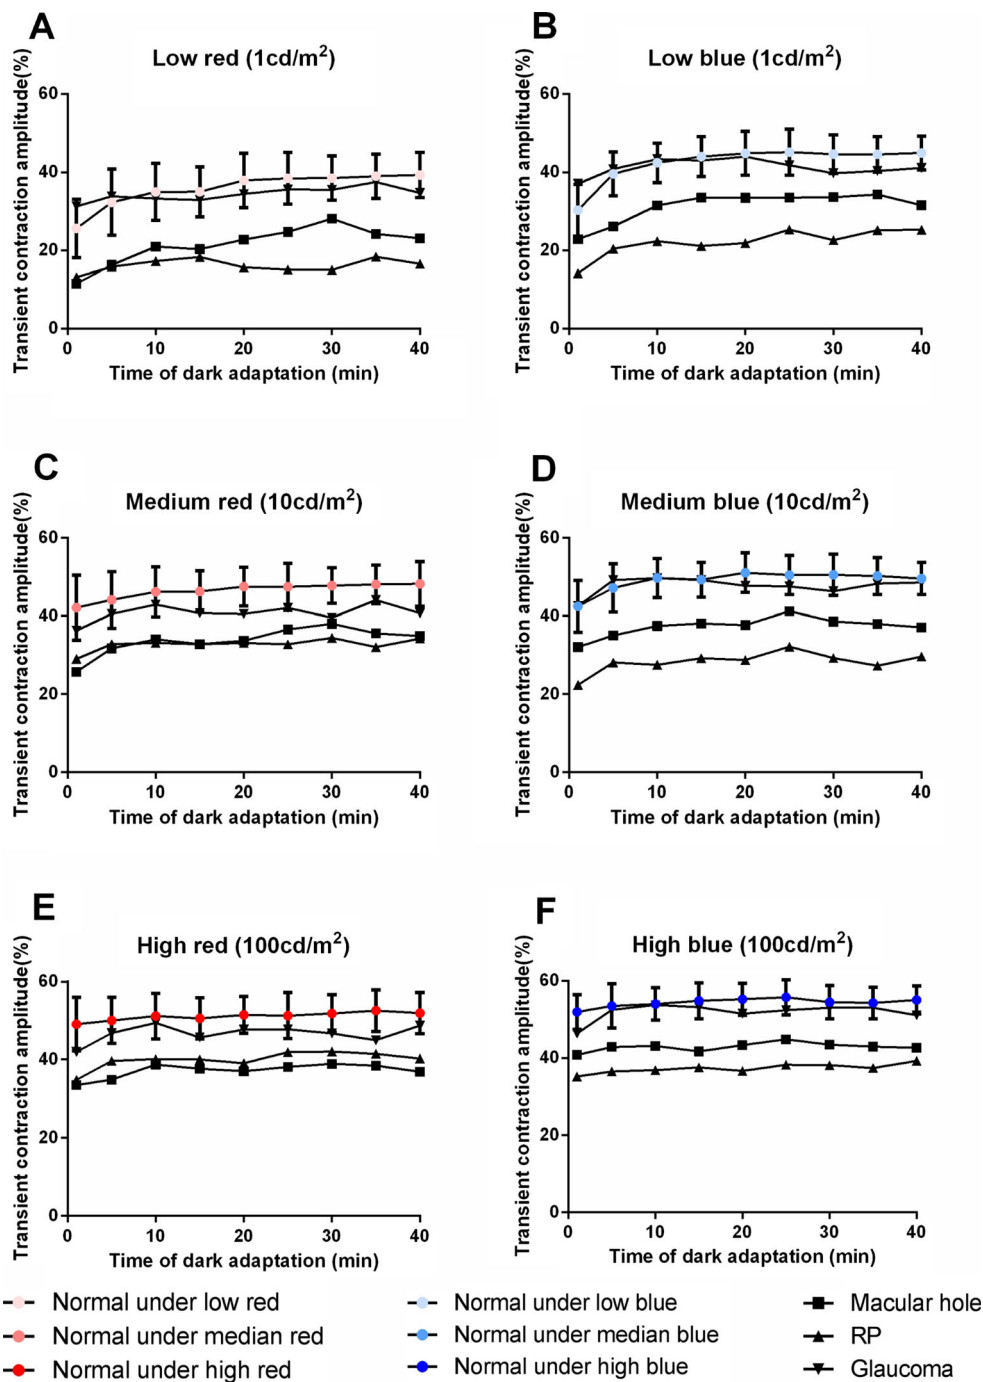 A
Low red (1cd/m²)
Transient contraction amplitude(%)
60
40
20
0
0 10 20 30 40
Time of dark adaptation (min)
B
Low blue (1cd/m²)
Transient contraction amplitude(%)
60
40
20
0
0 10 20 30 40
Time of dark adaptation (min)
C
Medium red (10cd/m²)
Transient contraction amplitude(%)
60
40
20
0
0 10 20 30 40
Time of dark adaptation (min)
D
Medium blue (10cd/m²)
Transient contraction amplitude(%)
60
40
20
0
0 10 20 30 40
Time of dark adaptation (min)
E
High red (100cd/m²)
Transient contraction amplitude(%)
60
40
20
0
0 10 20 30 40
Time of dark adaptation (min)
F
High blue (100cd/m²)
Transient contraction amplitude(%)
60
40
20
0
0 10 20 30 40
Time of dark adaptation (min)
Normal under low red
Normal under median red
Normal under high red
Normal under low blue
Normal under median blue
Normal under high blue
Macular hole
RP
Glaucoma